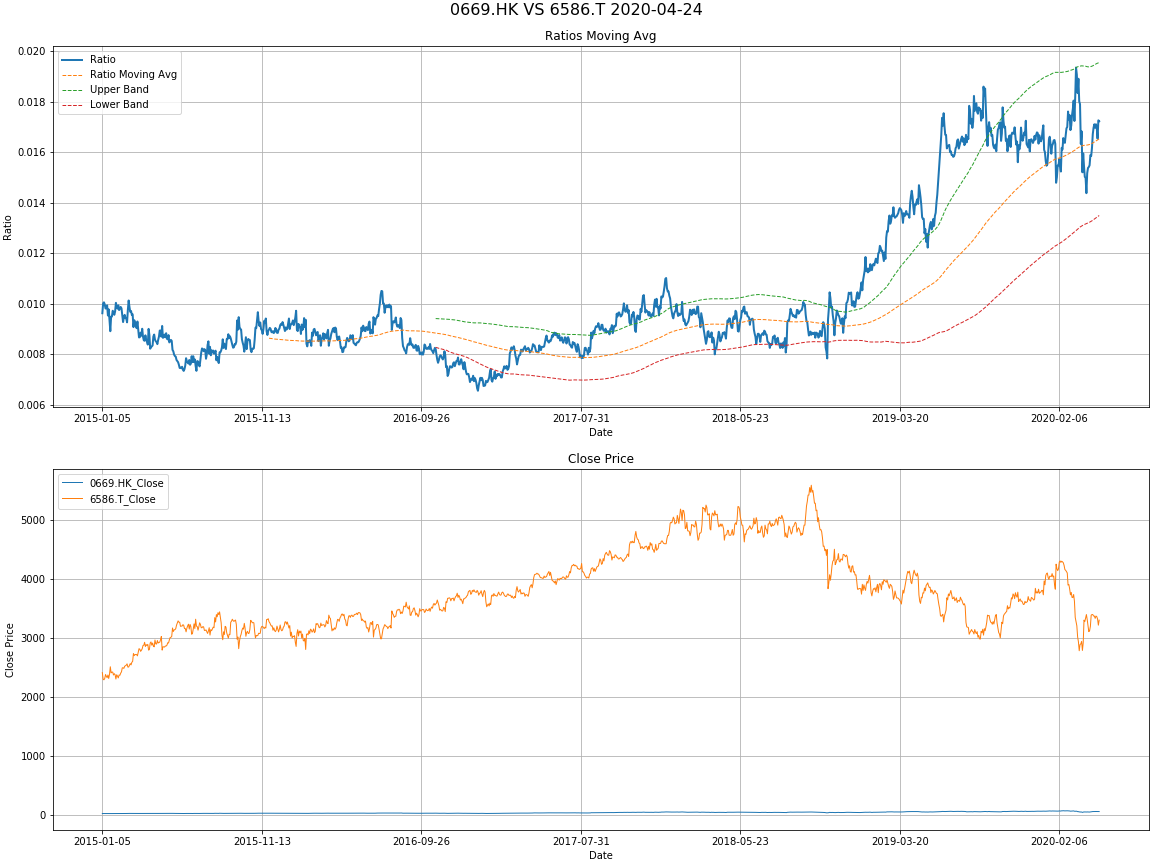 0669.HK VS 6586.T 2020-04-24
Ratios Moving Avg
Ratio
Ratio Moving Avg
Upper Band
Lower Band
0.020
0.018
0.016
0.014
0.012
0.010
0.008
0.006
Ratio
2015-01-05
2015-11-13
2016-09-26
2017-07-31
2018-05-23
2019-03-20
2020-02-06
Date
Close Price
0669.HK_Close
6586.T_Close
5000
4000
3000
2000
1000
0
Close Price
2015-01-05
2015-11-13
2016-09-26
2017-07-31
2018-05-23
2019-03-20
2020-02-06
Date